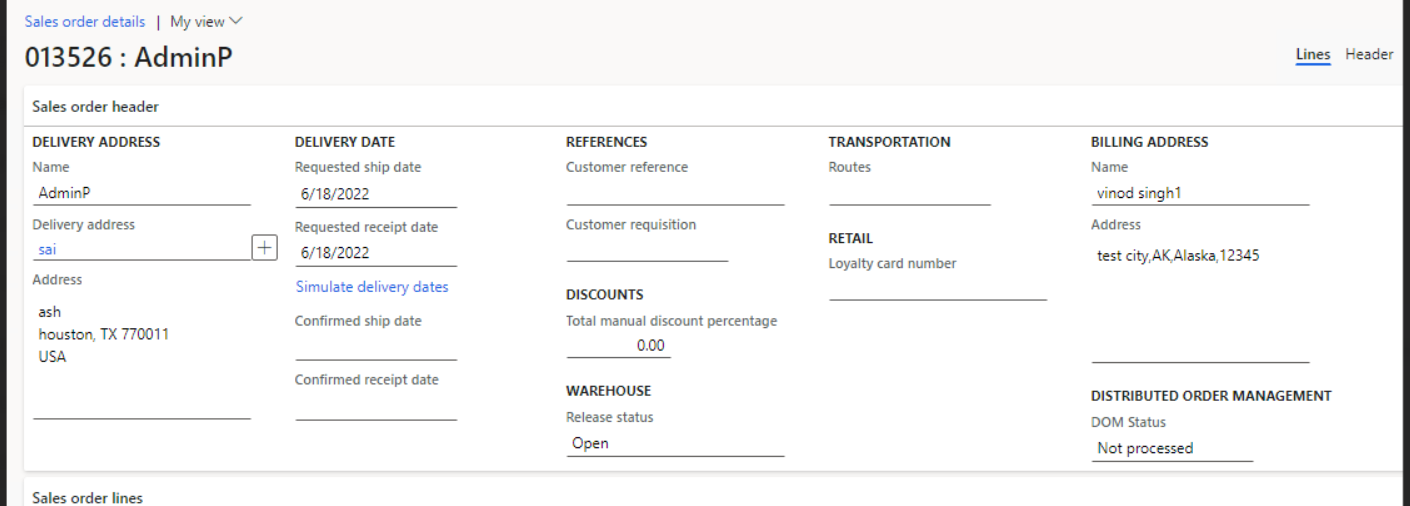 Sales order details | My view
013526 : AdminP
Lines Header
Sales order header
DELIVERY ADDRESS
Name
AdminP
Delivery address
sai
Address
ash
houston, TX 770011
USA
DELIVERY DATE
Requested ship date
6/18/2022
Requested receipt date
6/18/2022
Simulate delivery dates
Confirmed ship date
Confirmed receipt date
REFERENCES
Customer reference
Customer requisition
DISCOUNTS
Total manual discount percentage
0.00
WAREHOUSE
Release status
Open
TRANSPORTATION
Routes
RETAIL
Loyalty card number
BILLING ADDRESS
Name
vinod singh1
Address
test city,AK,Alaska,12345
DISTRIBUTED ORDER MANAGEMENT
DOM Status
Not processed
Sales order lines